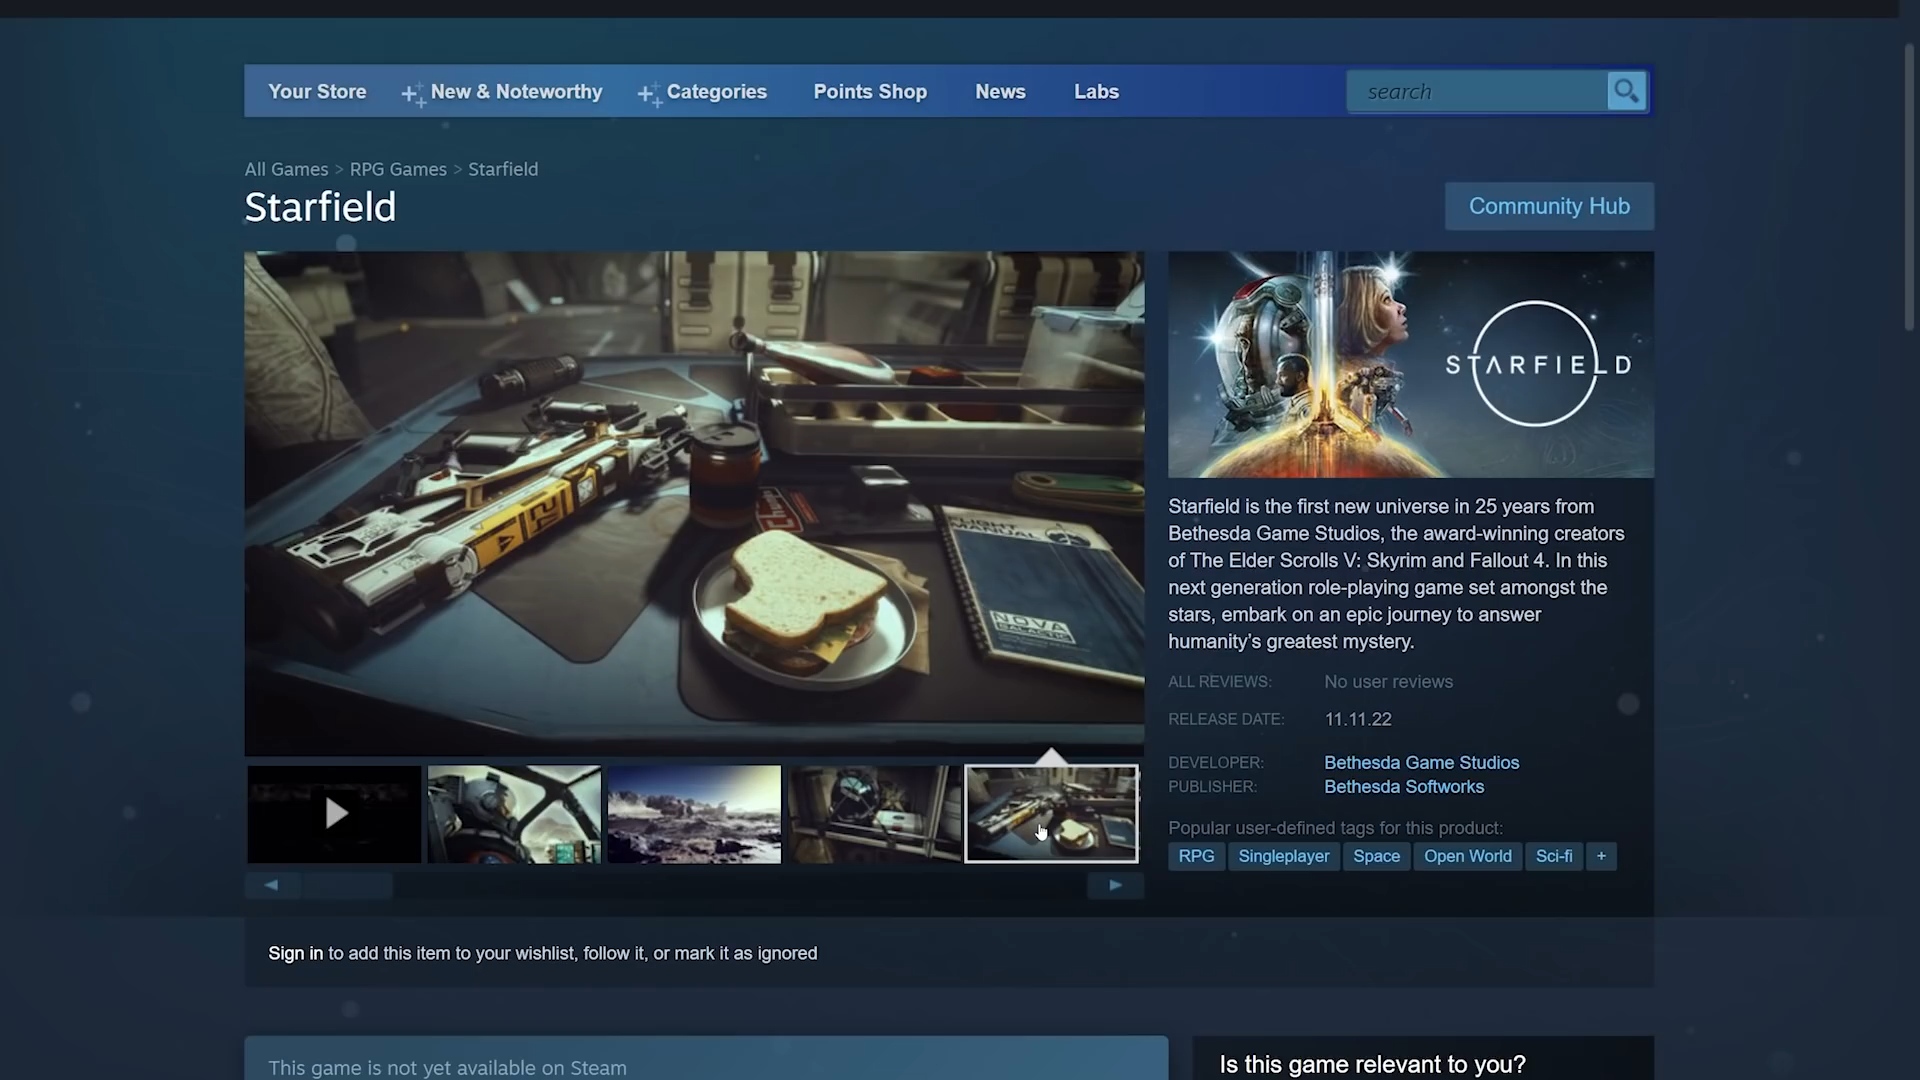 Your Store
New & Noteworthy
Categories
Points Shop
News
Labs
search
All Games > RPG Games > Starfield
Starfield
Community Hub
FLIGHT
MANUAL
Chunks
NOVA
GALACTIC
STARFIELD
Starfield is the first new universe in 25 years from
Bethesda Game Studios, the award-winning creators
of The Elder Scrolls V: Skyrim and Fallout 4. In this
next generation role-playing game set amongst the
stars, embark on an epic journey to answer
humanity’s greatest mystery.
ALL REVIEWS: No user reviews
RELEASE DATE: 11.11.22
DEVELOPER: Bethesda Game Studios
PUBLISHER: Bethesda Softworks
Popular user-defined tags for this product:
RPG Singleplayer Space Open World Sci-fi +
Sign in to add this item to your wishlist, follow it, or mark it as ignored
This game is not yet available on Steam
Is this game relevant to you?